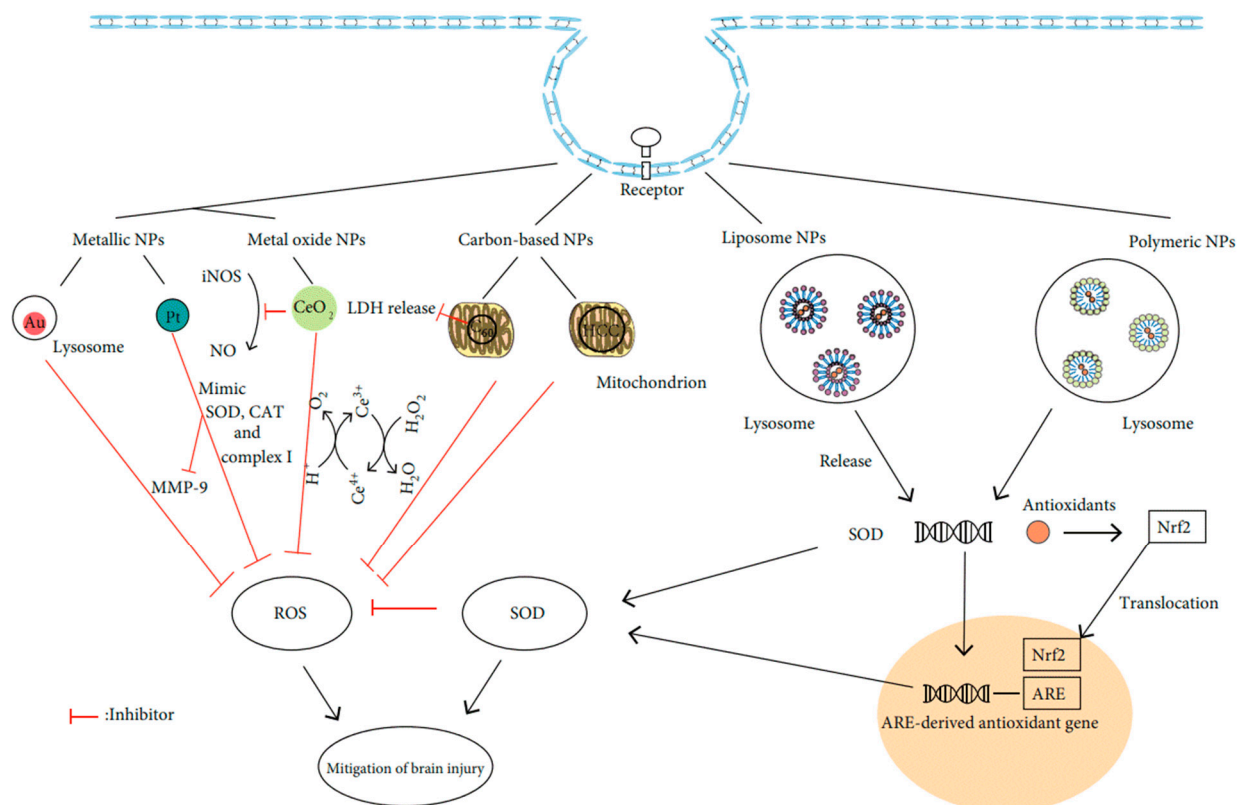 Receptor
Metallic NPs
Metal oxide NPs
Carbon-based NPs
Liposome NPs
Polymeric NPs
iNOS
Au
Pt
CeO2
LDH release
C60
HCC
Lysosome
NO
Mitochondrion
Lysosome
Lysosome
Mimic
SOD, CAT
and
complex I
O2
Ce3+
H2O2
H+
Ce4+
H2O
MMP-9
Release
Antioxidants
SOD
Nrf2
Translocation
ROS
SOD
Nrf2
ARE
ARE-derived antioxidant gene
:Inhibitor
Mitigation of brain injury